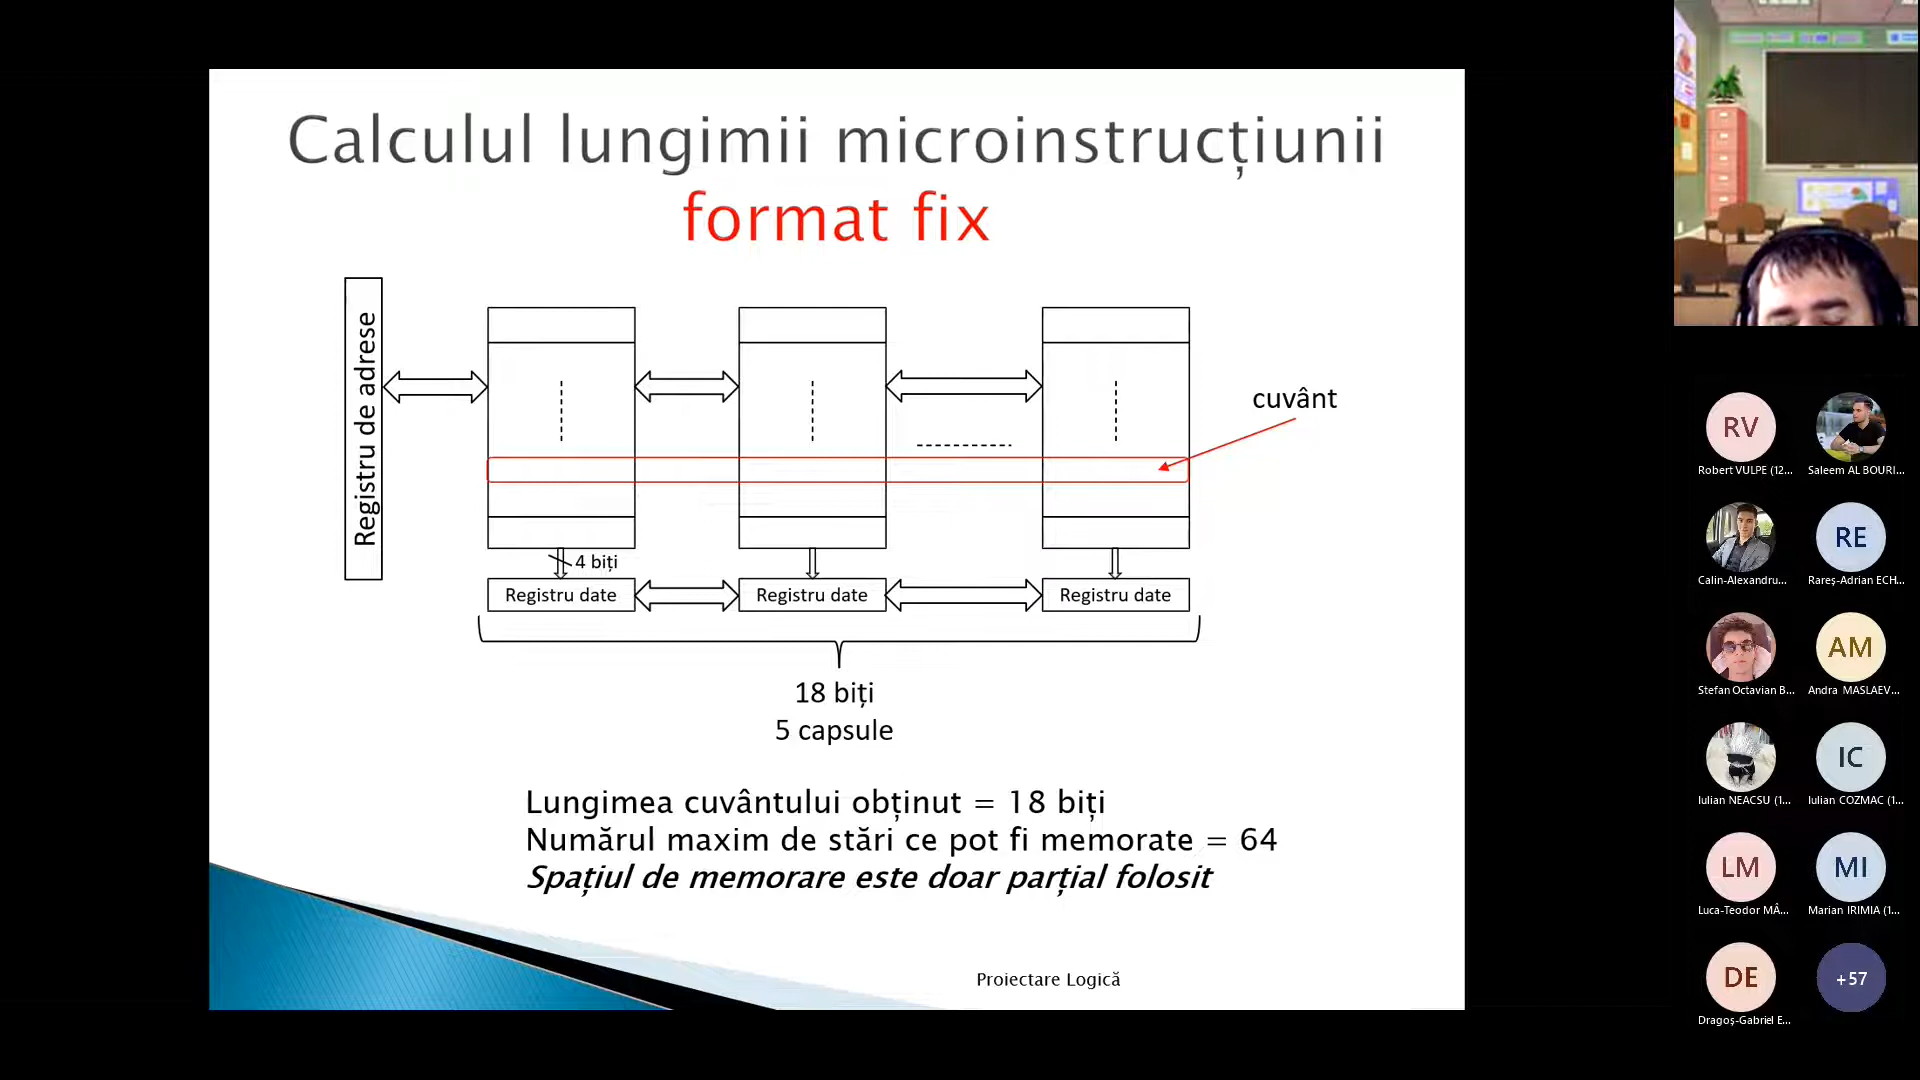 Calculul lungimii microinstrucțiunii
format fix
Registru de adrese
cuvânt
4 biți
Registru date
Registru date
Registru date
18 biți
5 capsule
Lungimea cuvântului obținut = 18 biți
Numărul maxim de stări ce pot fi memorate = 64
Spațiul de memorare este doar parțial folosit
Proiectare Logică
RV
Robert VULPE (12...
Saleem AL BOURI...
Calin-Alexandru...
RE
Rareș-Adrian ECH...
Stefan Octavian B...
AM
Andra MASLAEV...
Iulian NEACSU (1...
IC
Iulian COZMAC (1...
LM
Luca-Teodor MÂ...
MI
Marian IRIMIA (1...
DE
Dragoș-Gabriel E...
+57